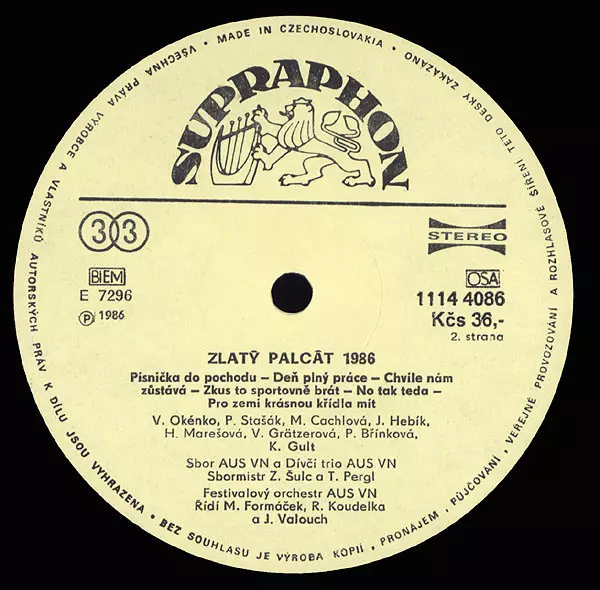 VŠECHNA PRÁVA VÝROBCE A VLASTNÍKŮ AUTORSKÝCH PRÁV K DÍLU JSOU VYHRAZENA • BEZ SOUHLASU JE VÝROBA KOPIÍ, PRONÁJEM, PŮJČOVÁNÍ, VEŘEJNÉ PROVOZOVÁNÍ A ROZHLASOVÉ ŠÍŘENÍ TÉTO DESKY ZAKÁZÁNO • MADE IN CZECHOSLOVAKIA •
SUPRAPHON
33
STEREO
BIEM
OSA
E 7296
1114 4086
Ⓟ 1986
Kčs 36,-
2. strana
ZLATÝ PALCÁT 1986
Písnička do pochodu – Deň plný práce – Chvíle nám
zůstává – Zkus to sportovně brát – No tak teda –
Pro zemi krásnou křídla mít
V. Okénko, P. Stašák, M. Cachlová, J. Hebík,
H. Marešová, V. Grätzerová, P. Břínková,
K. Gult
Sbor AUS VN a Dívčí trio AUS VN
Sbormistr Z. Šulc a T. Pergl
Festivalový orchestr AUS VN
Řídí M. Formáček, R. Koudelka
a J. Valouch